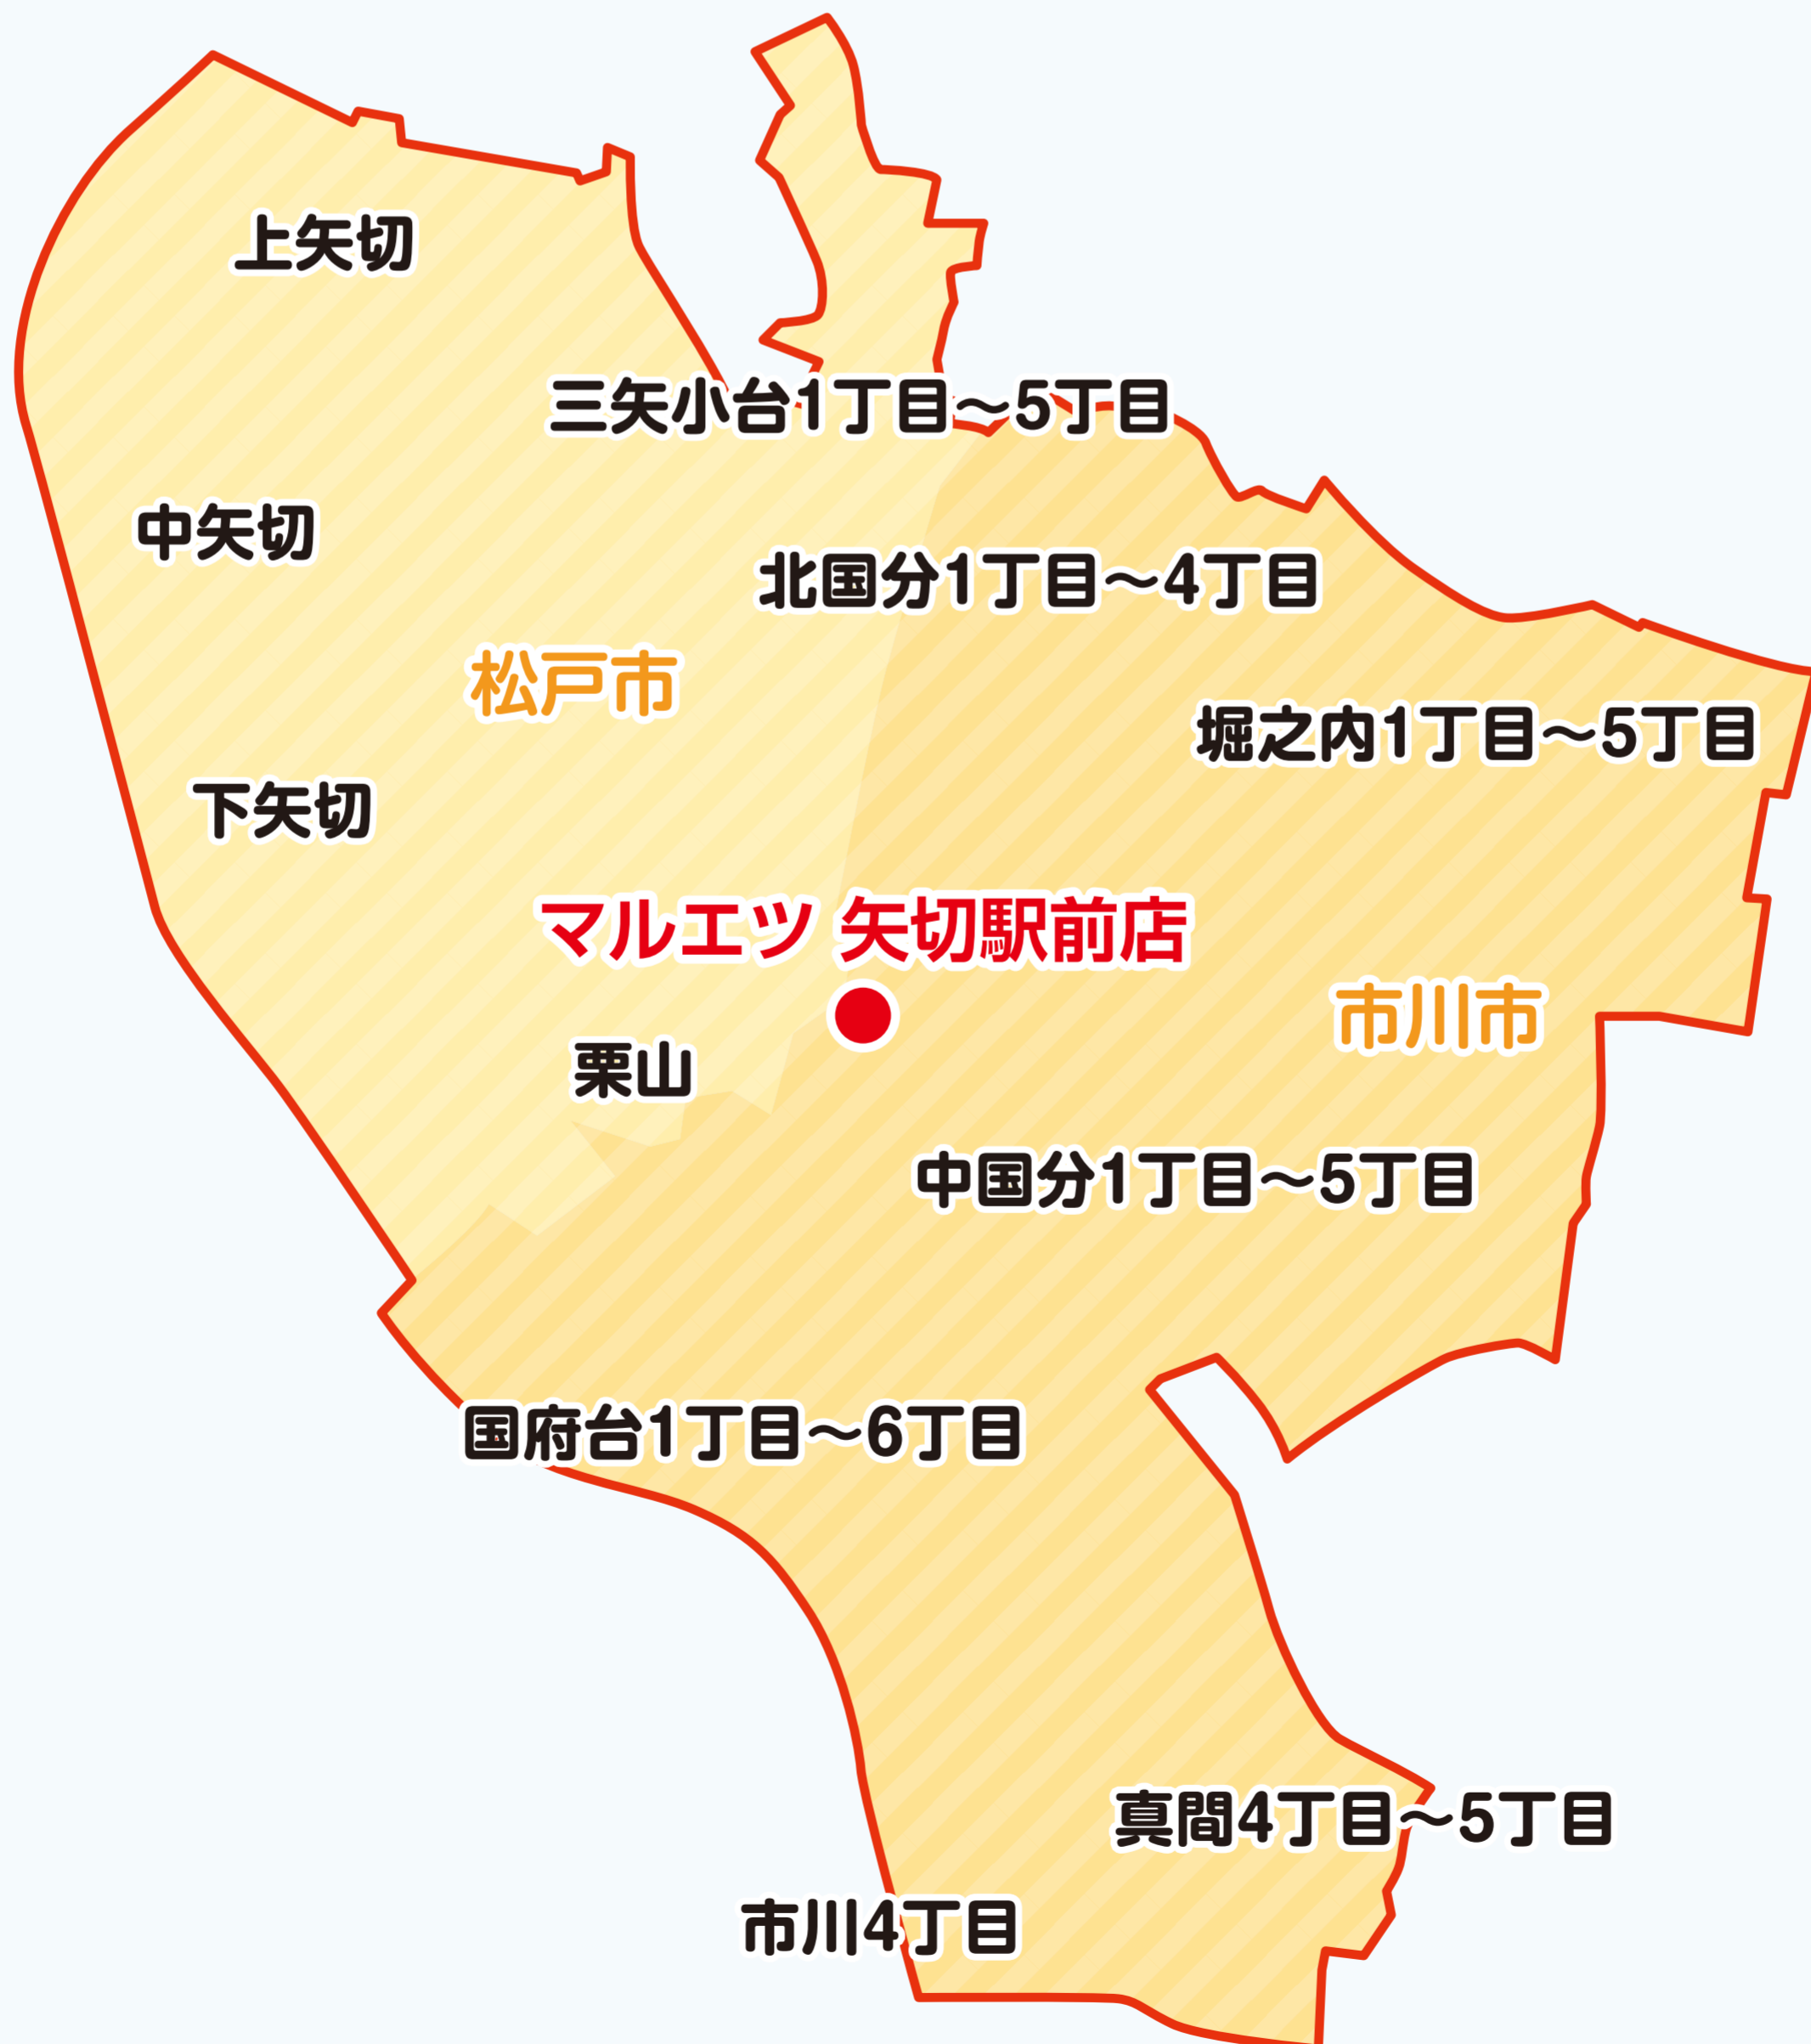 上矢切
三矢小台1丁目～5丁目
中矢切
北国分1丁目～4丁目
松戸市
堀之内1丁目～5丁目
下矢切
マルエツ 矢切駅前店
市川市
栗山
中国分1丁目～5丁目
国府台1丁目～6丁目
真間4丁目～5丁目
市川4丁目